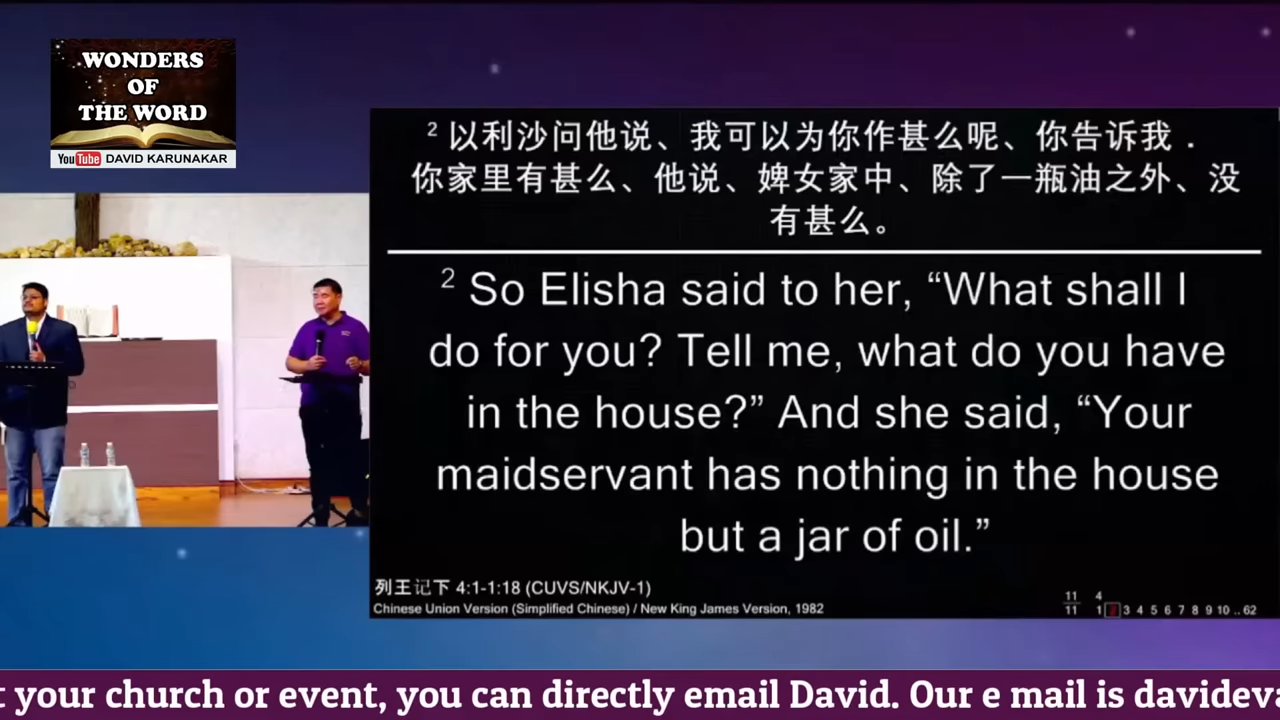 WONDERS
OF
THE WORD
YouTube DAVID KARUNAKAR
2 以利沙问他说、我可以为你作甚么呢、你告诉我．
你家里有甚么、他说、婢女家中、除了一瓶油之外、没
有甚么。
2 So Elisha said to her, “What shall I
do for you? Tell me, what do you have
in the house?” And she said, “Your
maidservant has nothing in the house
but a jar of oil.”
列王记下 4:1-1:18 (CUVS/NKJV-1)
Chinese Union Version (Simplified Chinese) / New King James Version, 1982
11 4
11 1 2 3 4 5 6 7 8 9 10 .. 62
t your church or event, you can directly email David. Our e mail is davideva